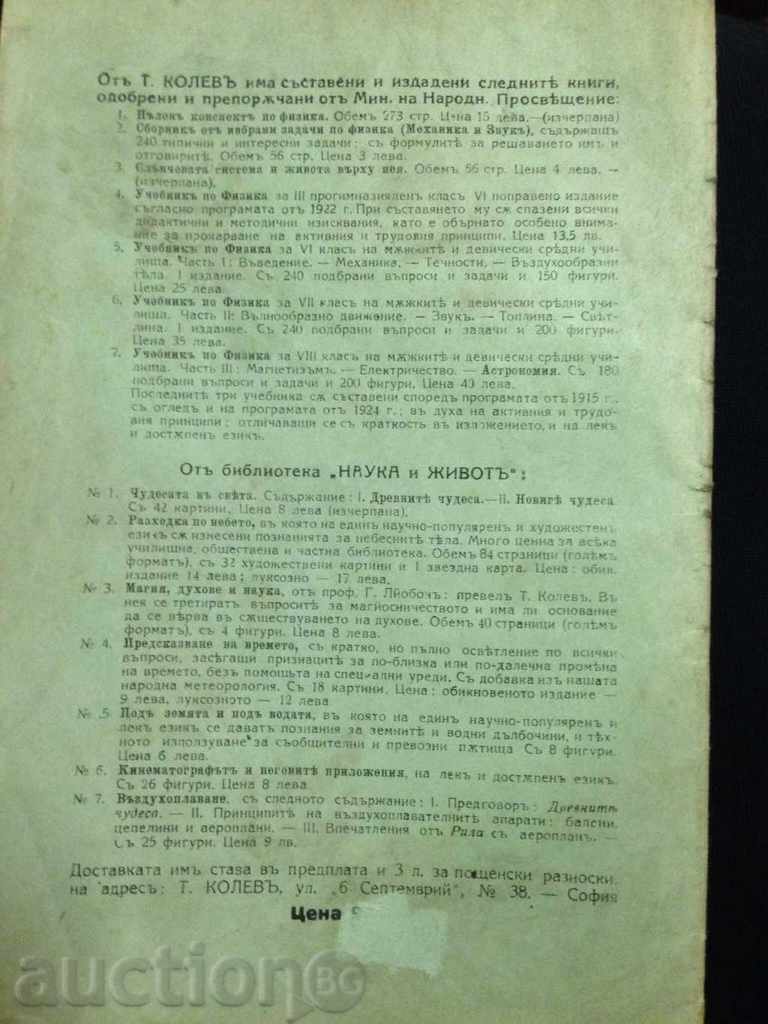 Отъ Т. КОЛЕВЪ има съставени и издадени следнитѣ книги,
одобрени и препорѫчани отъ Мин. на Народн. Просвѣщение:
1. Пъленъ конспектъ по физика. Обемъ 273 стр. Цена 15 лева.—(изчерпана)
2. Сборникъ отъ избрани задачи по физика (Механика и Звукъ), съдържащъ
240 типични и интересни задачи; съ формулитѣ за решаването имъ и
отговоритѣ. Обемъ 56 стр. Цена 3 лева.
3. Слънчовата система и живота върху нея. Обемъ 56 стр. Цена 4 лева. —
(изчерпана).
4. Учебникъ по Физика за III прогимназияленъ класъ VI поправено издание
съгласно програмата отъ 1922 г. При съставянето му сѫ спазени всички
дидактични и методични изисквания, като е обърнато особено внима-
ние за прокарване на активния и трудовия принципи. Цена 13,5 лв.
5. Учебникъ по Физика за VI класъ на мѫжкитѣ и девически срѣдни учи-
лища. Часть I: Въведение. — Механика, — Течности. — Въздухообразни
тѣла. I издание. Съ 240 подбрани въпроси и задачи и 150 фигури.
Цена 25 лева.
6. Учебникъ по Физика за VII класъ на мѫжкитѣ и девически срѣдни учи-
лища. Часть II: Вълнообразно движение. — Звукъ. — Топлина. — Свѣт-
лина. I издание. Съ 240 подбрани въпроси и задачи и 200 фигури.
Цена 35 лева.
7. Учебникъ по Физика за VIII класъ на мѫжкитѣ и девически срѣдни учи-
лища. Часть III: Магнетизъмъ. — Електричество. — Астрономия. Съ 180
подбрани въпроси и задачи и 200 фигури. Цена 40 лева.
Последнитѣ три учебника сѫ съставени споредъ програмата отъ 1915 г.,
съ огледъ и на програмата отъ 1924 г.; въ духа на активния и трудо-
вия принципи; отличаващи се съ краткость въ изложението, и на лекъ
и достѫпенъ езикъ.
Отъ библиотека „НАУКА и ЖИВОТЪ“:
№ 1. Чудесата въ свѣта. Съдържание: I. Древнитѣ чудеса.—II. Новитѣ чудеса.
Съ 42 картини. Цена 8 лева (изчерпана).
№ 2. Разходка по небето, въ която на единъ научно-популяренъ и художественъ
езикъ сѫ изнесени познанията за небеснитѣ тѣла. Много ценна за всѣка
училищна, обществена и частна библиотека. Обемъ 84 страници (голѣмъ
форматъ), съ 32 художествени картини и 1 звездна карта. Цена: обик.
издание 14 лева; луксозно — 17 лева.
№ 3. Магия, духове и наука, отъ проф. Г. Лйобочъ: превелъ Т. Колевъ. Въ
нея се третиратъ въпроситѣ за магиосничеството и има ли основание
да се вѣрва въ сѫществуването на духове. Обемъ 40 страници (голѣмъ
форматъ), съ 4 фигури. Цена 8 лева.
№ 4. Предсказване на времето, съ кратко, но пълно освѣтление по всички
въпроси, засѣгащи признацитѣ за по-близка или по-далечна промѣна
на времето, безъ помощьта на специални уреди. Съ добавка изъ нашата
народна метеорология. Съ 18 картини. Цена: обикновеното издание —
9 лева, луксозното — 12 лева.
№ 5. Подъ земята и подъ водата, въ която на единъ научно-популяренъ и
лекъ езикъ се даватъ познания за земнитѣ и водни дълбочини, и тѣх-
ното използуване за съобщителни и превозни пѫтища. Съ 8 фигури.
Цена 6 лева.
№ 6. Кинематографътъ и неговитѣ приложения, на лекъ и достѫпенъ езикъ.
Съ 26 фигури. Цена 8 лева.
№ 7. Въздухоплаване, съ следното съдържание: I. Предговоръ: Древнитѣ
чудеса. — II. Принципитѣ на въздухоплавателнитѣ апарати: балони,
цепелини и аероплани. — III. Впечатления отъ Рила съ аеропланъ. —
Съ 25 фигури. Цена 9 лв.
Доставката имъ става въ предплата и 3 л. за пощенски разноски,
на адресъ: Т. КОЛЕВЪ, ул. „6 Септемврий“, № 38. — София
Цена
auctionBG